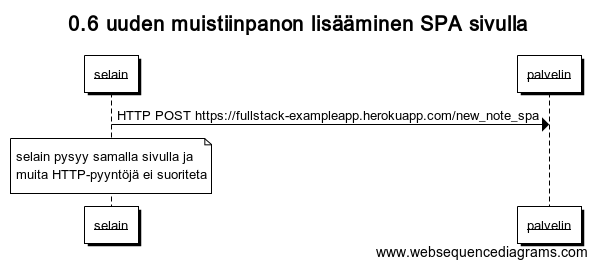 0.6 uuden muistiinpanon lisääminen SPA sivulla
selain
palvelin
HTTP POST https://fullstack-exampleapp.herokuapp.com/new_note_spa
selain pysyy samalla sivulla ja
muita HTTP-pyyntöjä ei suoriteta
selain
palvelin
www.websequencediagrams.com